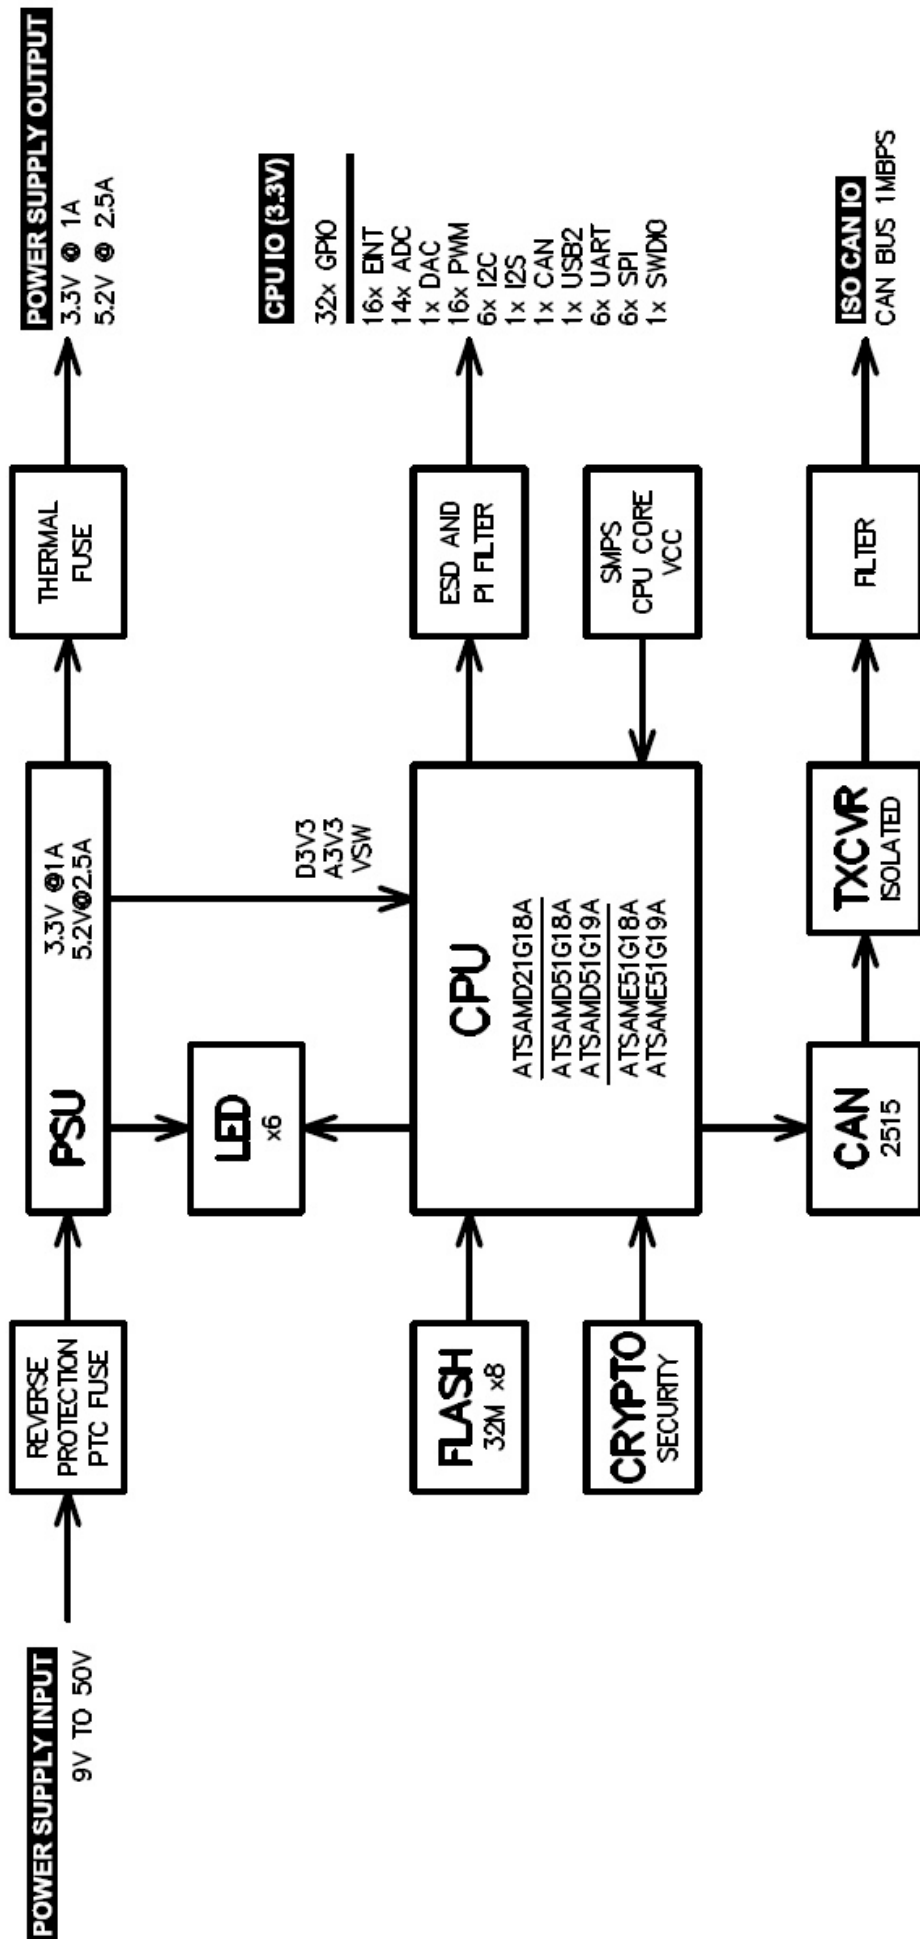 POWER SUPPLY INPUT
9V TO 50V
REVERSE
PROTECTION
PTC FUSE
PSU
3.3V @1A
5.2V@2.5A
THERMAL
FUSE
POWER SUPPLY OUTPUT
3.3V @ 1A
5.2V @ 2.5A
LED
x6
D3V3
A3V3
VSW
FLASH
32M x8
CRYPTO
SECURITY
CPU
ATSAMD21G18A
ATSAMD51G18A
ATSAMD51G19A
ATSAME51G18A
ATSAME51G19A
ESD AND
PI FILTER
SMPS
CPU CORE
VCC
CPU IO (3.3V)
32x GPIO
16x EINT
14x ADC
1x DAC
16x PWM
6x I2C
1x I2S
1x CAN
1x USB2
6x UART
6x SPI
1x SWDIO
CAN
2515
TXCVR
ISOLATED
FILTER
ISO CAN IO
CAN BUS 1MBPS